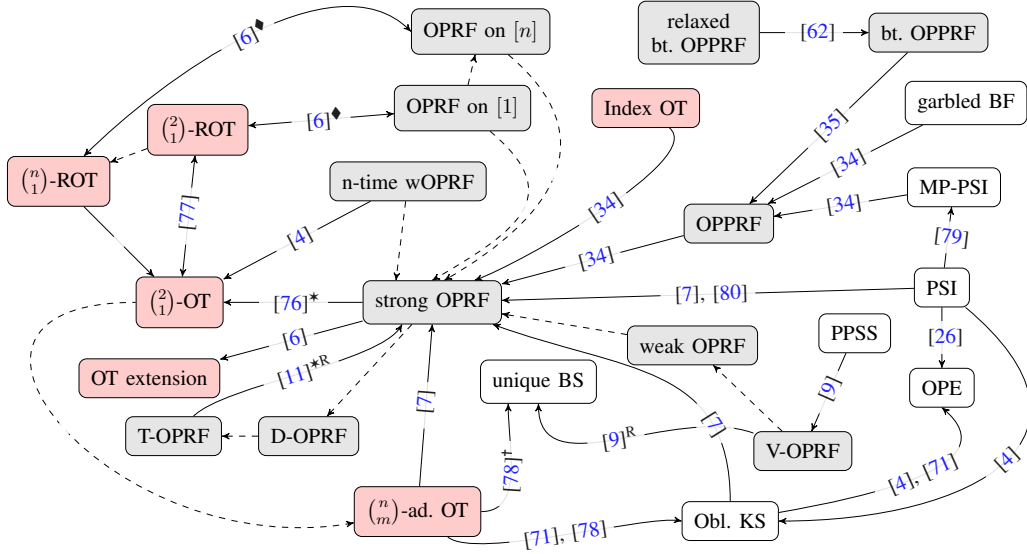 [6]♦
OPRF on [n]
relaxed
bt. OPPRF
[62]
bt. OPPRF
(2 1)-ROT
[6]♦
OPRF on [1]
Index OT
garbled BF
[35]
[34]
(n 1)-ROT
n-time wOPRF
[77]
[34]
MP-PSI
[34]
OPPRF
[4]
[34]
[79]
(2 1)-OT
[76]★
strong OPRF
[7], [80]
PSI
[6]
weak OPRF
PPSS
[26]
OT extension
[11]★R
unique BS
OPE
[7]
[9]
T-OPRF
D-OPRF
[9]R
[7]
V-OPRF
[78]†
[4], [71]
[4]
(n m)-ad. OT
[71], [78]
Obl. KS